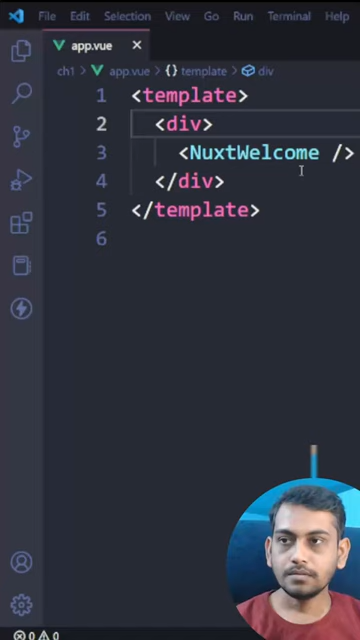 File Edit Selection View Go Run Terminal Help
app.vue
ch1 > app.vue > {} template > div
1 <template>
2 <div>
3 <NuxtWelcome />
4 </div>
5 </template>
6
0 0